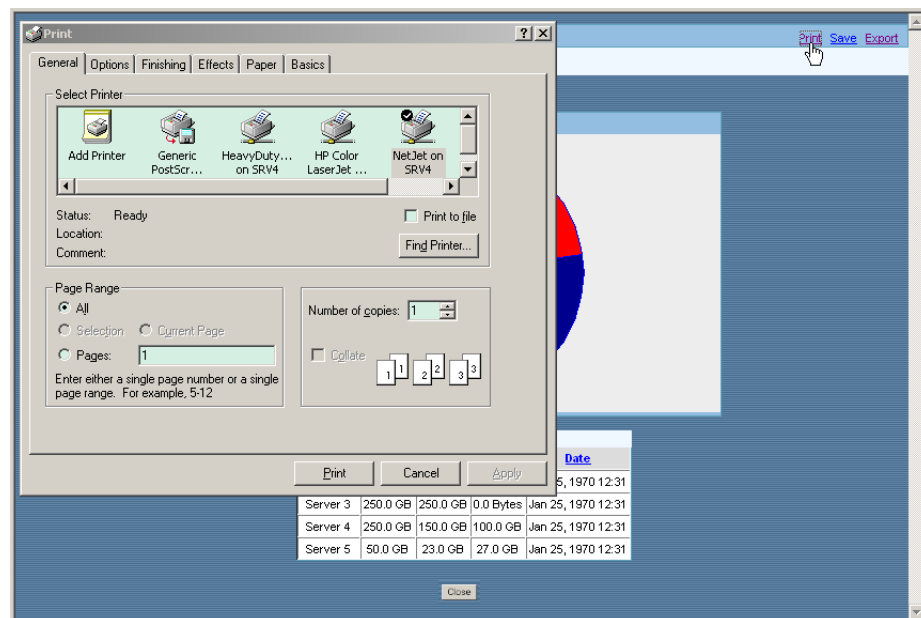 Print
Print Save Export
General Options Finishing Effects Paper Basics
Select Printer
Add Printer
Generic PostScr...
HeavyDuty... on SRV4
HP Color LaserJet ...
NetJet on SRV4
Status: Ready
Print to file
Location:
Find Printer...
Comment:
Page Range
All
Number of copies: 1
Selection Current Page
Pages: 1
Collate
1 1 2 2 3 3
Enter either a single page number or a single
page range. For example, 5-12
Print Cancel Apply
Date
5, 1970 12:31
Server 3 250.0 GB 250.0 GB 0.0 Bytes Jan 25, 1970 12:31
Server 4 250.0 GB 150.0 GB 100.0 GB Jan 25, 1970 12:31
Server 5 50.0 GB 23.0 GB 27.0 GB Jan 25, 1970 12:31
Close